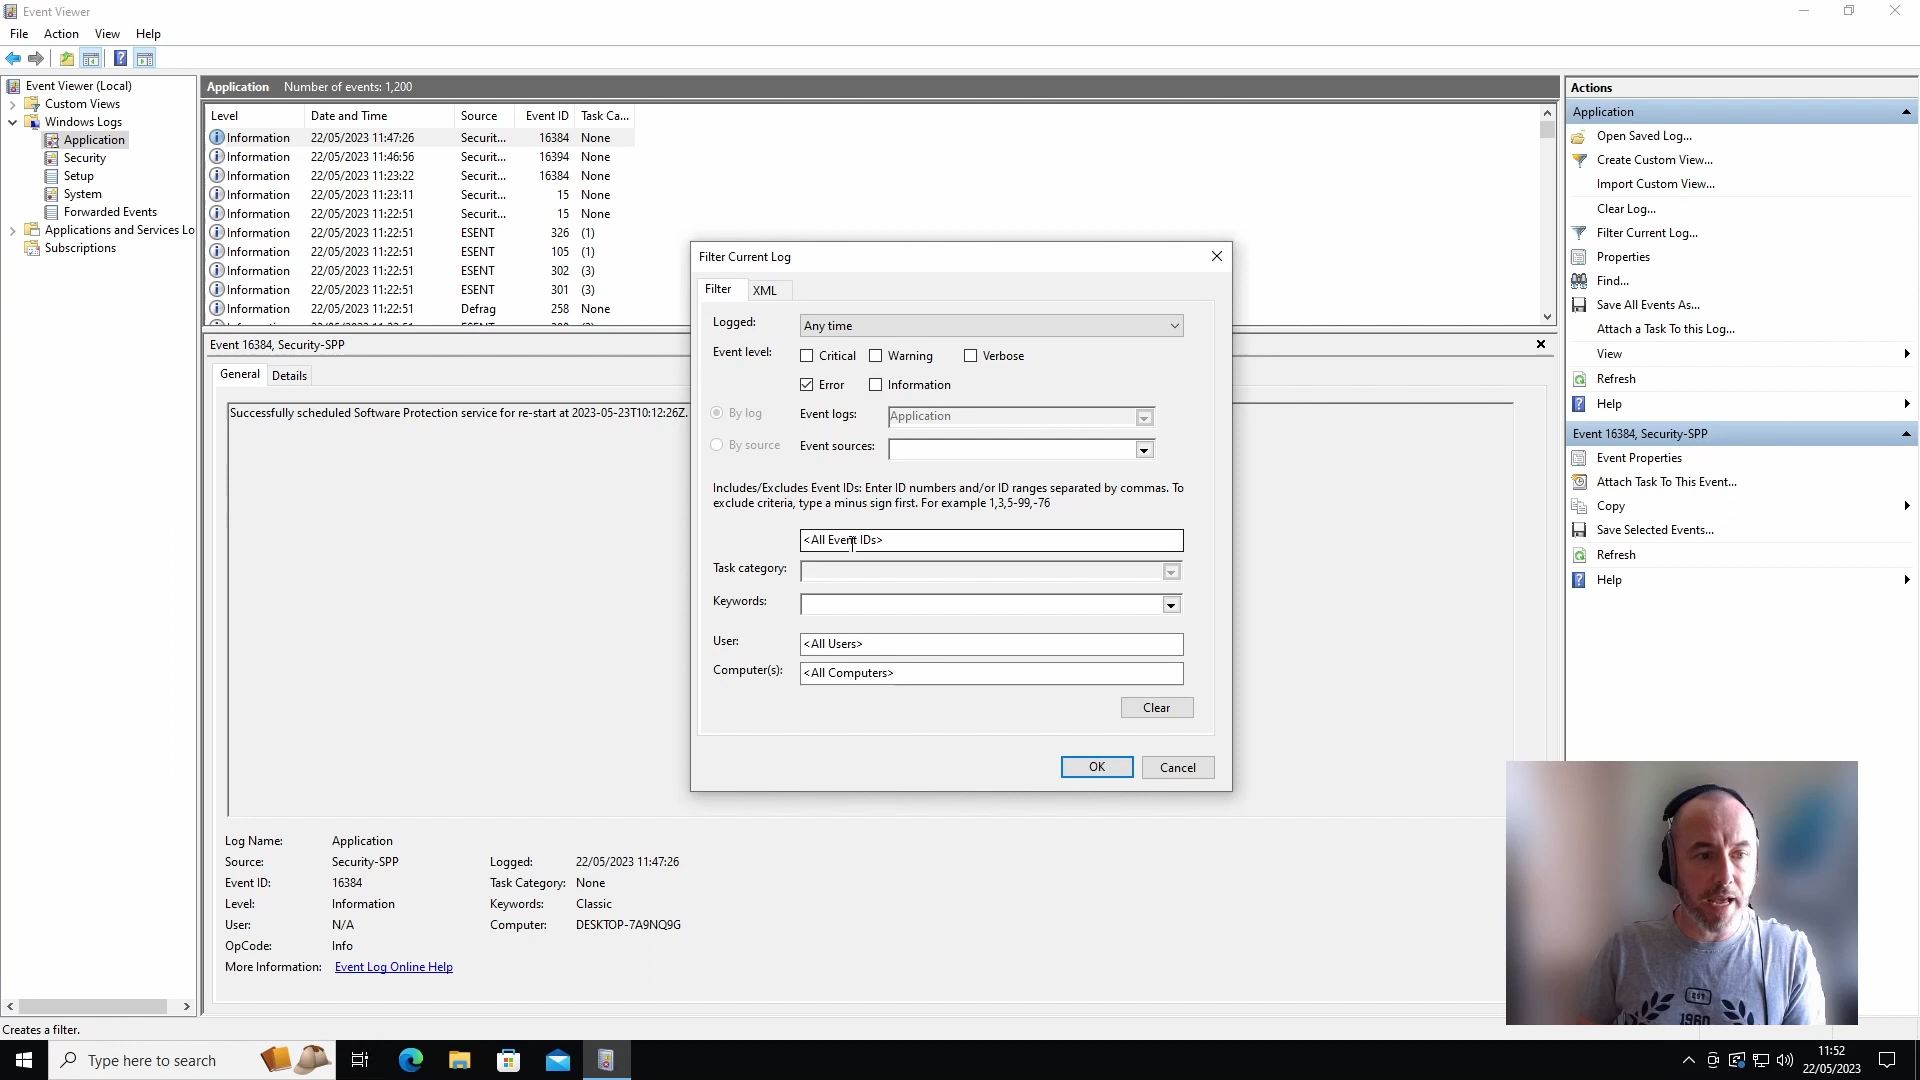 Event Viewer
File Action View Help
Event Viewer (Local)
Custom Views
Windows Logs
Application
Security
Setup
System
Forwarded Events
Applications and Services Lo
Subscriptions
Application Number of events: 1,200
Level Date and Time Source Event ID Task Ca...
Information 22/05/2023 11:47:26 Securit... 16384 None
Information 22/05/2023 11:46:56 Securit... 16394 None
Information 22/05/2023 11:23:22 Securit... 16384 None
Information 22/05/2023 11:23:11 Securit... 15 None
Information 22/05/2023 11:22:51 Securit... 15 None
Information 22/05/2023 11:22:51 ESENT 326 (1)
Information 22/05/2023 11:22:51 ESENT 105 (1)
Information 22/05/2023 11:22:51 ESENT 302 (3)
Information 22/05/2023 11:22:51 ESENT 301 (3)
Information 22/05/2023 11:22:51 Defrag 258 None
Event 16384, Security-SPP
General Details
Successfully scheduled Software Protection service for re-start at 2023-05-23T10:12:26Z.
Log Name: Application
Source: Security-SPP Logged: 22/05/2023 11:47:26
Event ID: 16384 Task Category: None
Level: Information Keywords: Classic
User: N/A Computer: DESKTOP-7A9NQ9G
OpCode: Info
More Information: Event Log Online Help
Filter Current Log
Filter XML
Logged: Any time
Event level: Critical Warning Verbose
Error Information
By log Event logs: Application
By source Event sources:
Includes/Excludes Event IDs: Enter ID numbers and/or ID ranges separated by commas. To
exclude criteria, type a minus sign first. For example 1,3,5-99,-76
<All Event IDs>
Task category:
Keywords:
User: <All Users>
Computer(s): <All Computers>
Clear
OK Cancel
Actions
Application
Open Saved Log...
Create Custom View...
Import Custom View...
Clear Log...
Filter Current Log...
Properties
Find...
Save All Events As...
Attach a Task To this Log...
View
Refresh
Help
Event 16384, Security-SPP
Event Properties
Attach Task To This Event...
Copy
Save Selected Events...
Refresh
Help
EST
1960
Creates a filter.
Type here to search
11:52
22/05/2023